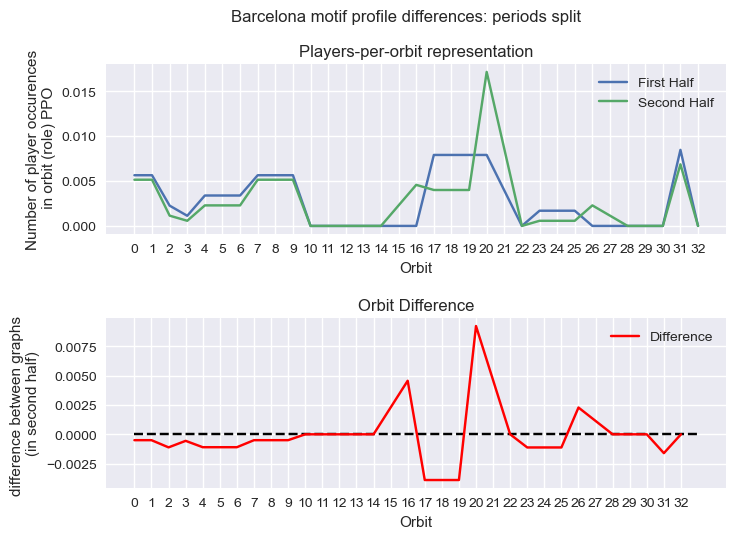 Barcelona motif profile differences: periods split
Players-per-orbit representation
Number of player occurences
in orbit (role) PPO
0.015
0.010
0.005
0.000
First Half
Second Half
0 1 2 3 4 5 6 7 8 9 10 11 12 13 14 15 16 17 18 19 20 21 22 23 24 25 26 27 28 29 30 31 32
Orbit
Orbit Difference
difference between graphs
(in second half)
0.0075
0.0050
0.0025
0.0000
−0.0025
Difference
0 1 2 3 4 5 6 7 8 9 10 11 12 13 14 15 16 17 18 19 20 21 22 23 24 25 26 27 28 29 30 31 32
Orbit